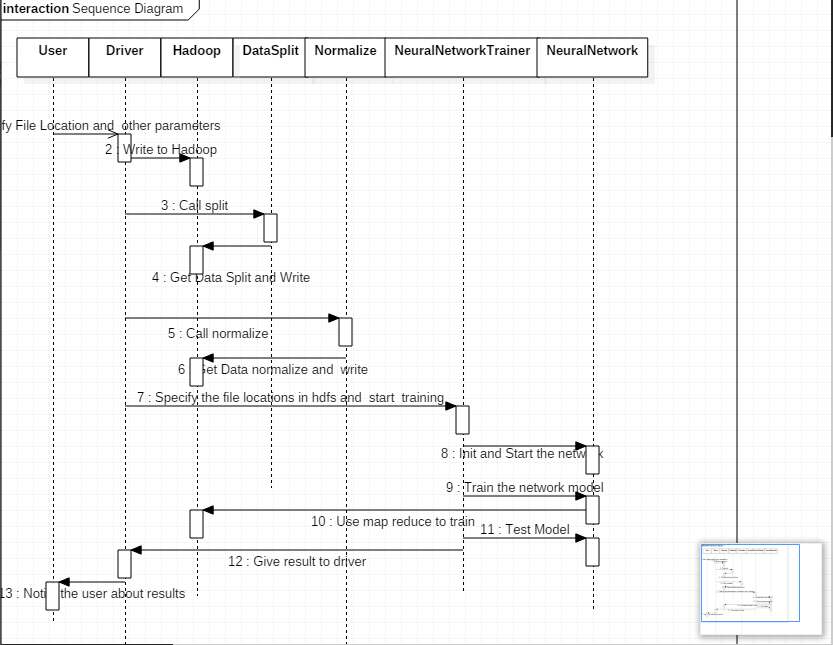 interaction Sequence Diagram
User Driver Hadoop DataSplit Normalize NeuralNetworkTrainer NeuralNetwork
fy File Location and other parameters
2 : Write to Hadoop
3 : Call split
4 : Get Data Split and Write
5 : Call normalize
6 Get Data normalize and write
7 : Specify the file locations in hdfs and start training
8 : Init and Start the network
9 : Train the network model
10 : Use map reduce to train
11 : Test Model
12 : Give result to driver
13 : Noti the user about results